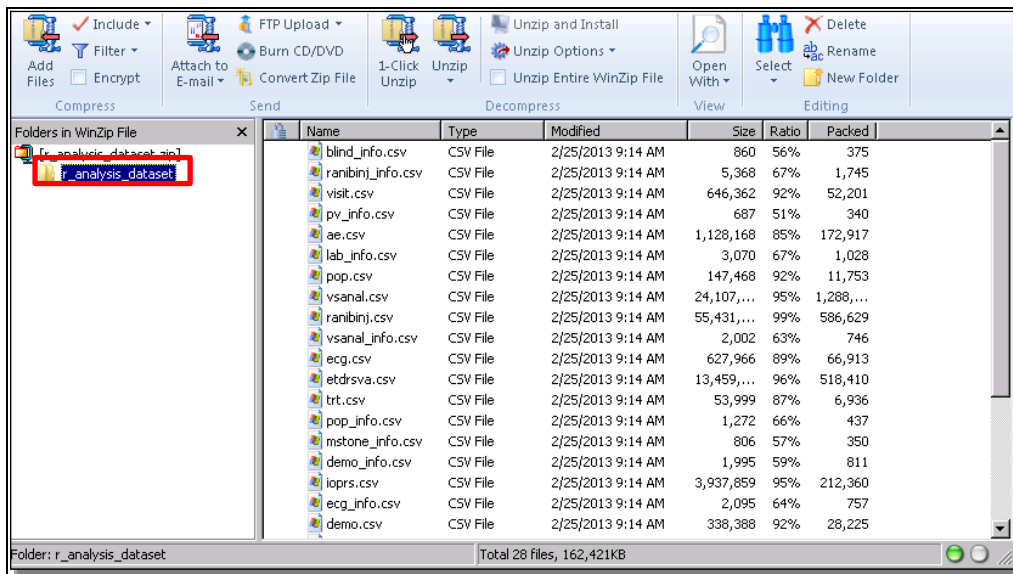 Include
FTP Upload
Unzip and Install
Delete
Filter
Burn CD/DVD
Unzip Options
Rename
Add Files
Encrypt
Attach to E-mail
Convert Zip File
1-Click Unzip
Unzip
Unzip Entire WinZip File
Open With
Select
New Folder
Compress Send Decompress View Editing
Folders in WinZip File
[r_analysis_dataset.zip]
r_analysis_dataset
Name Type Modified Size Ratio Packed
blind_info.csv CSV File 2/25/2013 9:14 AM 860 56% 375
ranibinj_info.csv CSV File 2/25/2013 9:14 AM 5,368 67% 1,745
visit.csv CSV File 2/25/2013 9:14 AM 646,362 92% 52,201
pv_info.csv CSV File 2/25/2013 9:14 AM 687 51% 340
ae.csv CSV File 2/25/2013 9:14 AM 1,128,168 85% 172,917
lab_info.csv CSV File 2/25/2013 9:14 AM 3,070 67% 1,028
pop.csv CSV File 2/25/2013 9:14 AM 147,468 92% 11,753
vsanal.csv CSV File 2/25/2013 9:14 AM 24,107,... 95% 1,288,...
ranibinj.csv CSV File 2/25/2013 9:14 AM 55,431,... 99% 586,629
vsanal_info.csv CSV File 2/25/2013 9:14 AM 2,002 63% 746
ecg.csv CSV File 2/25/2013 9:14 AM 627,966 89% 66,913
etdrsva.csv CSV File 2/25/2013 9:14 AM 13,459,... 96% 518,410
trt.csv CSV File 2/25/2013 9:14 AM 53,999 87% 6,936
pop_info.csv CSV File 2/25/2013 9:14 AM 1,272 66% 437
mstone_info.csv CSV File 2/25/2013 9:14 AM 806 57% 350
demo_info.csv CSV File 2/25/2013 9:14 AM 1,995 59% 811
ioprs.csv CSV File 2/25/2013 9:14 AM 3,937,859 95% 212,360
ecg_info.csv CSV File 2/25/2013 9:14 AM 2,095 64% 757
demo.csv CSV File 2/25/2013 9:14 AM 338,388 92% 28,225
Folder: r_analysis_dataset
Total 28 files, 162,421KB